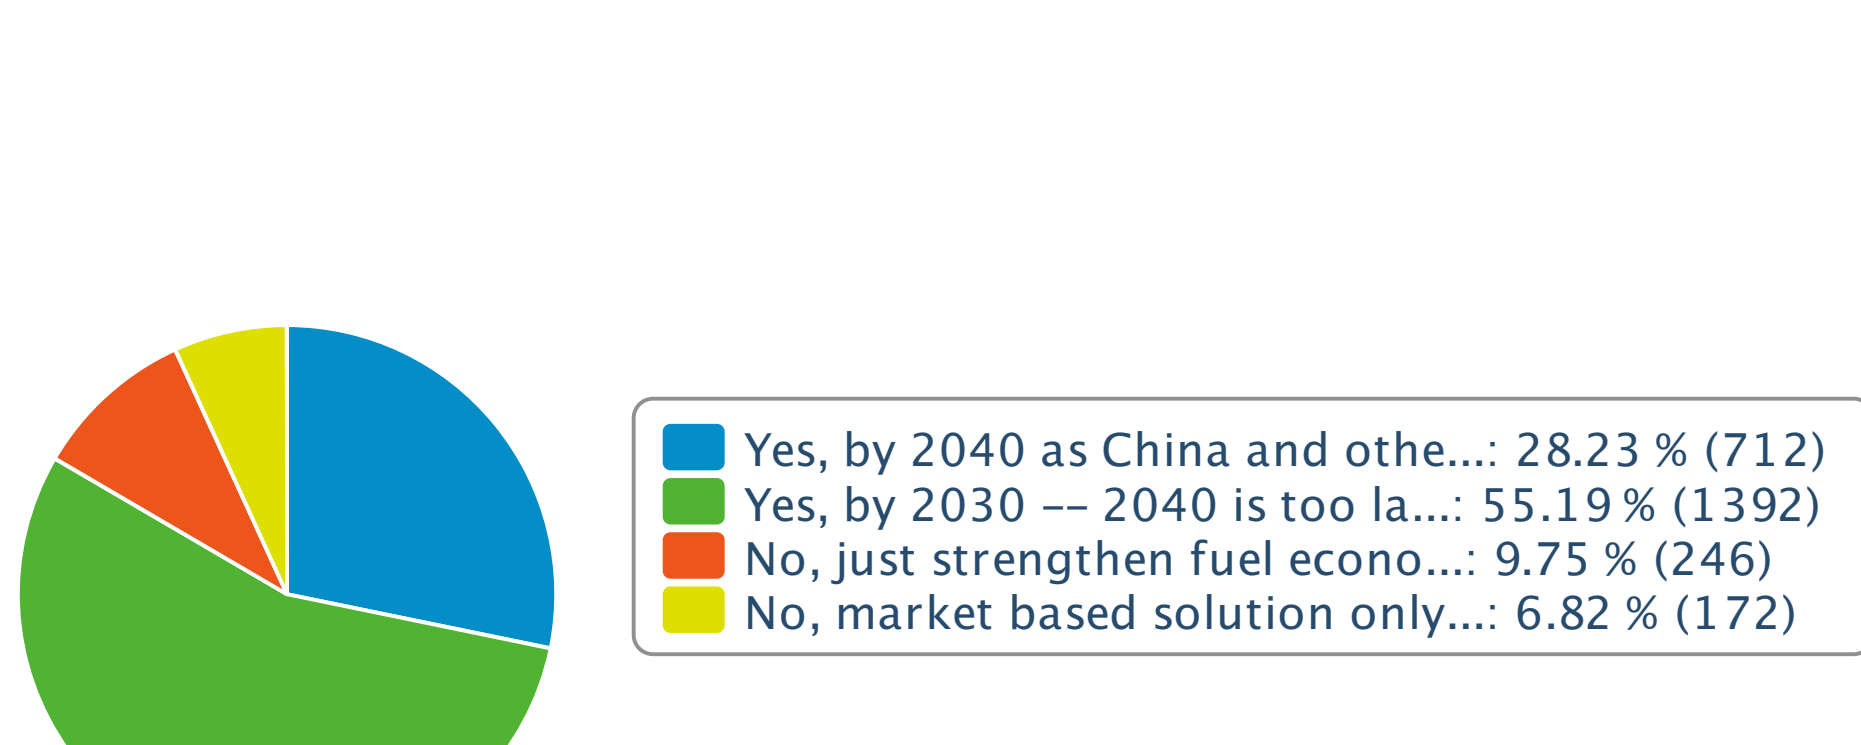 Yes, by 2040 as China and othe...: 28.23 % (712)
Yes, by 2030 -- 2040 is too la...: 55.19 % (1392)
No, just strengthen fuel econo...: 9.75 % (246)
No, market based solution only...: 6.82 % (172)